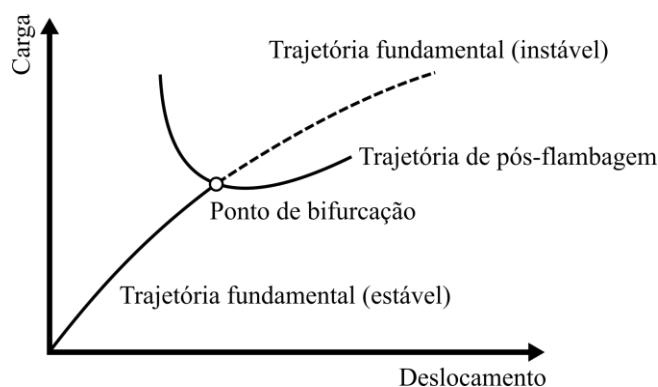 Carga
Trajetória fundamental (instável)
Trajetória de pós-flambagem
Ponto de bifurcação
Trajetória fundamental (estável)
Deslocamento